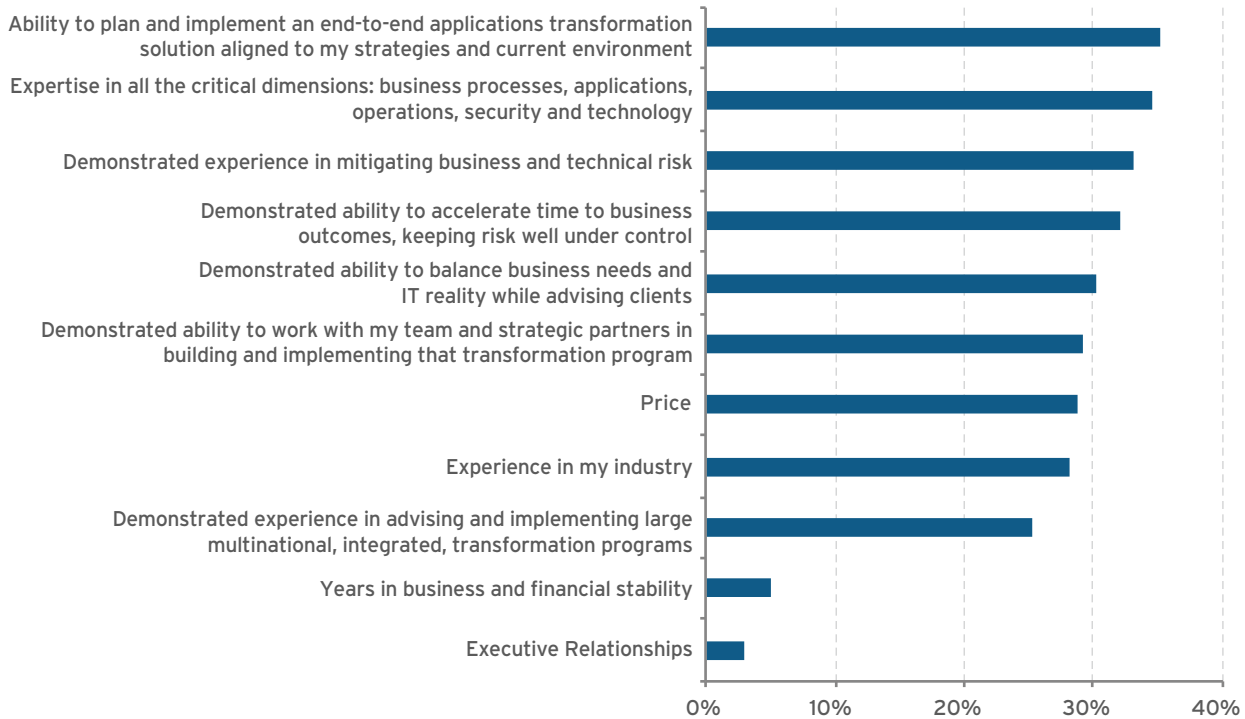 Ability to plan and implement an end-to-end applications transformation
solution aligned to my strategies and current environment
Expertise in all the critical dimensions: business processes, applications,
operations, security and technology
Demonstrated experience in mitigating business and technical risk
Demonstrated ability to accelerate time to business
outcomes, keeping risk well under control
Demonstrated ability to balance business needs and
IT reality while advising clients
Demonstrated ability to work with my team and strategic partners in
building and implementing that transformation program
Price
Experience in my industry
Demonstrated experience in advising and implementing large
multinational, integrated, transformation programs
Years in business and financial stability
Executive Relationships
0% 10% 20% 30% 40%